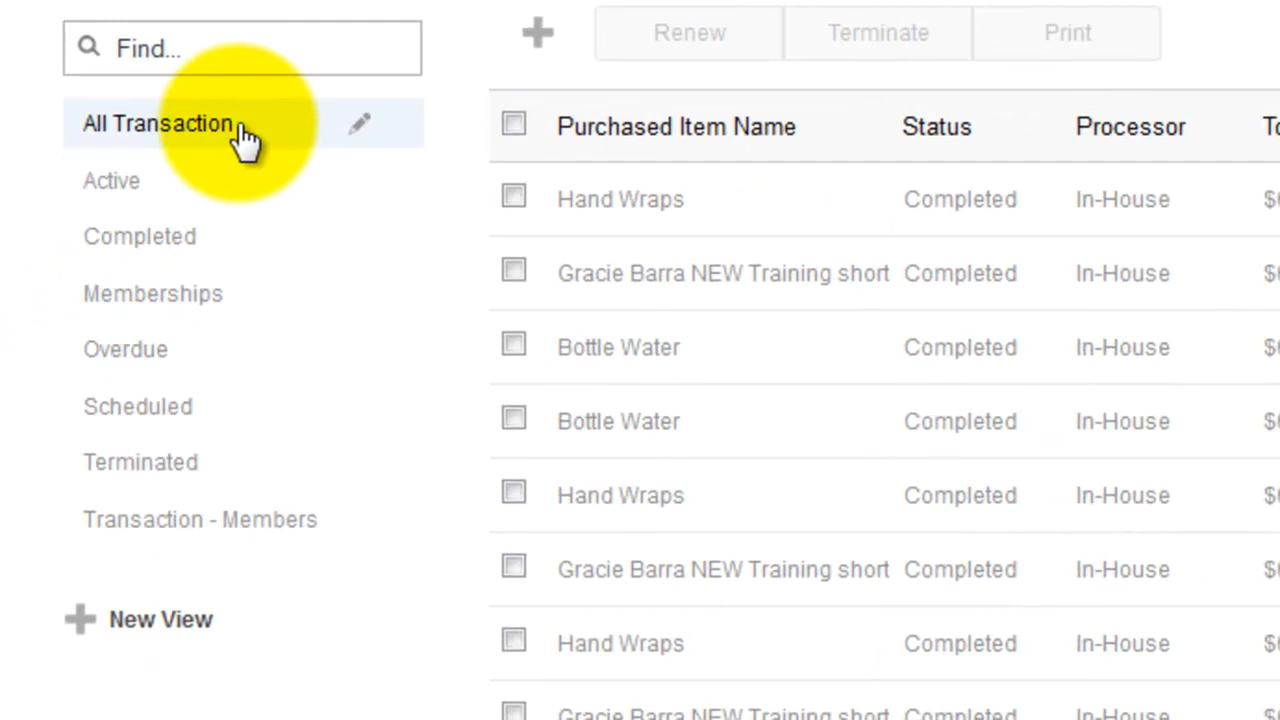 Find...
All Transaction
Active
Completed
Memberships
Overdue
Scheduled
Terminated
Transaction - Members
New View
Renew Terminate Print
Purchased Item Name Status Processor
Hand Wraps Completed In-House
Gracie Barra NEW Training short Completed In-House
Bottle Water Completed In-House
Bottle Water Completed In-House
Hand Wraps Completed In-House
Gracie Barra NEW Training short Completed In-House
Hand Wraps Completed In-House
Gracie Barra NEW Training short Completed In-House